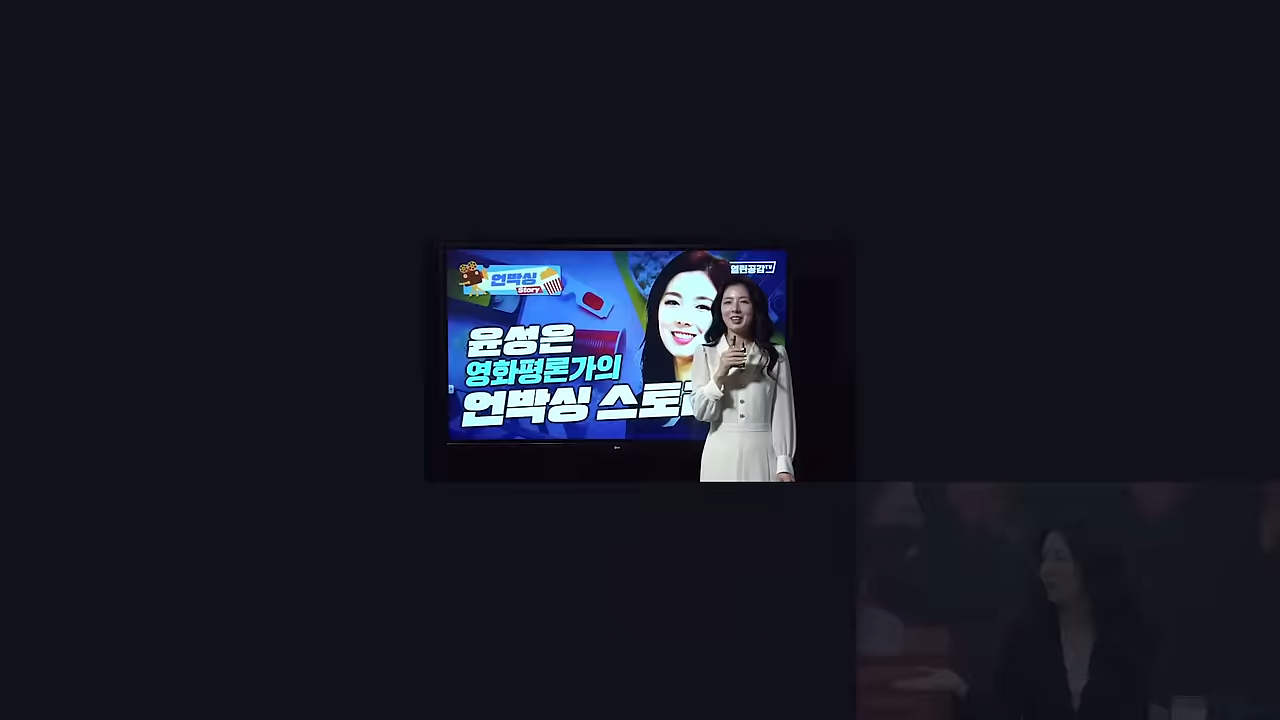 언박싱
Story
열린공감TV
윤성은
영화평론가의
언박싱 스토